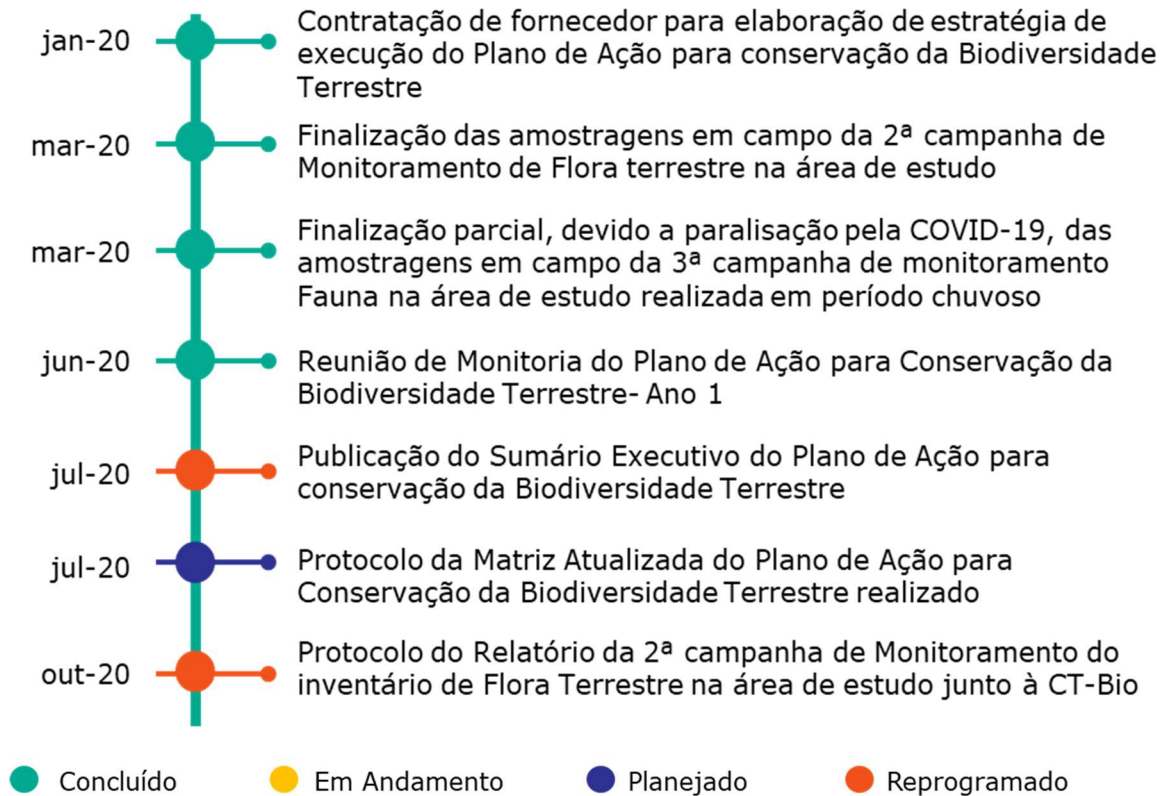 jan-20
Contratação de fornecedor para elaboração de estratégia de
execução do Plano de Ação para conservação da Biodiversidade
Terrestre
mar-20
Finalização das amostragens em campo da 2ª campanha de
Monitoramento de Flora terrestre na área de estudo
mar-20
Finalização parcial, devido a paralisação pela COVID-19, das
amostragens em campo da 3ª campanha de monitoramento
Fauna na área de estudo realizada em período chuvoso
jun-20
Reunião de Monitoria do Plano de Ação para Conservação da
Biodiversidade Terrestre- Ano 1
jul-20
Publicação do Sumário Executivo do Plano de Ação para
conservação da Biodiversidade Terrestre
jul-20
Protocolo da Matriz Atualizada do Plano de Ação para
Conservação da Biodiversidade Terrestre realizado
out-20
Protocolo do Relatório da 2ª campanha de Monitoramento do
inventário de Flora Terrestre na área de estudo junto à CT-Bio
Concluído
Em Andamento
Planejado
Reprogramado